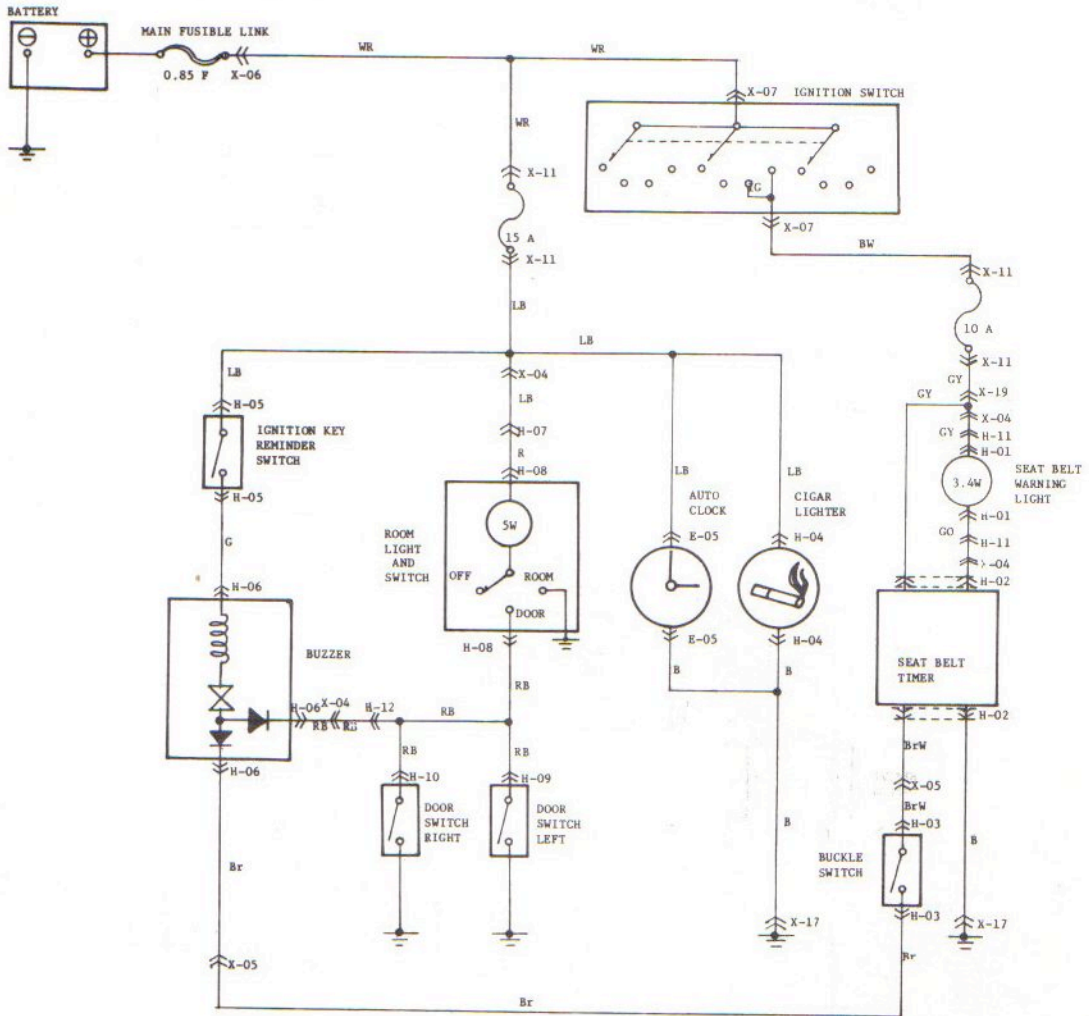 BATTERY
MAIN FUSIBLE LINK
0.85 F
X-06
WR
WR
X-07
IGNITION SWITCH
WR
X-11
15 A
X-11
LB
X-07
BW
X-11
10 A
X-11
LB
LB
X-04
LB
H-07
R
H-08
H-05
IGNITION KEY
REMINDER
SWITCH
H-05
G
H-06
BUZZER
H-06
X-04
H-12
RB
RB
H-06
ROOM
LIGHT
AND
SWITCH
5W
OFF
ROOM
DOOR
H-08
RB
RB
RB
H-10
RB
H-09
DOOR
SWITCH
RIGHT
DOOR
SWITCH
LEFT
LB
AUTO
CLOCK
E-05
E-05
B
LB
CIGAR
LIGHTER
H-04
H-04
B
B
X-17
GY
X-19
GY
X-04
GY
H-11
H-01
3.4W
SEAT BELT
WARNING
LIGHT
H-01
GO
H-11
-04
H-02
SEAT BELT
TIMER
H-02
BrW
X-05
BrW
H-03
BUCKLE
SWITCH
H-03
B
X-17
Br
Br
X-05
Br